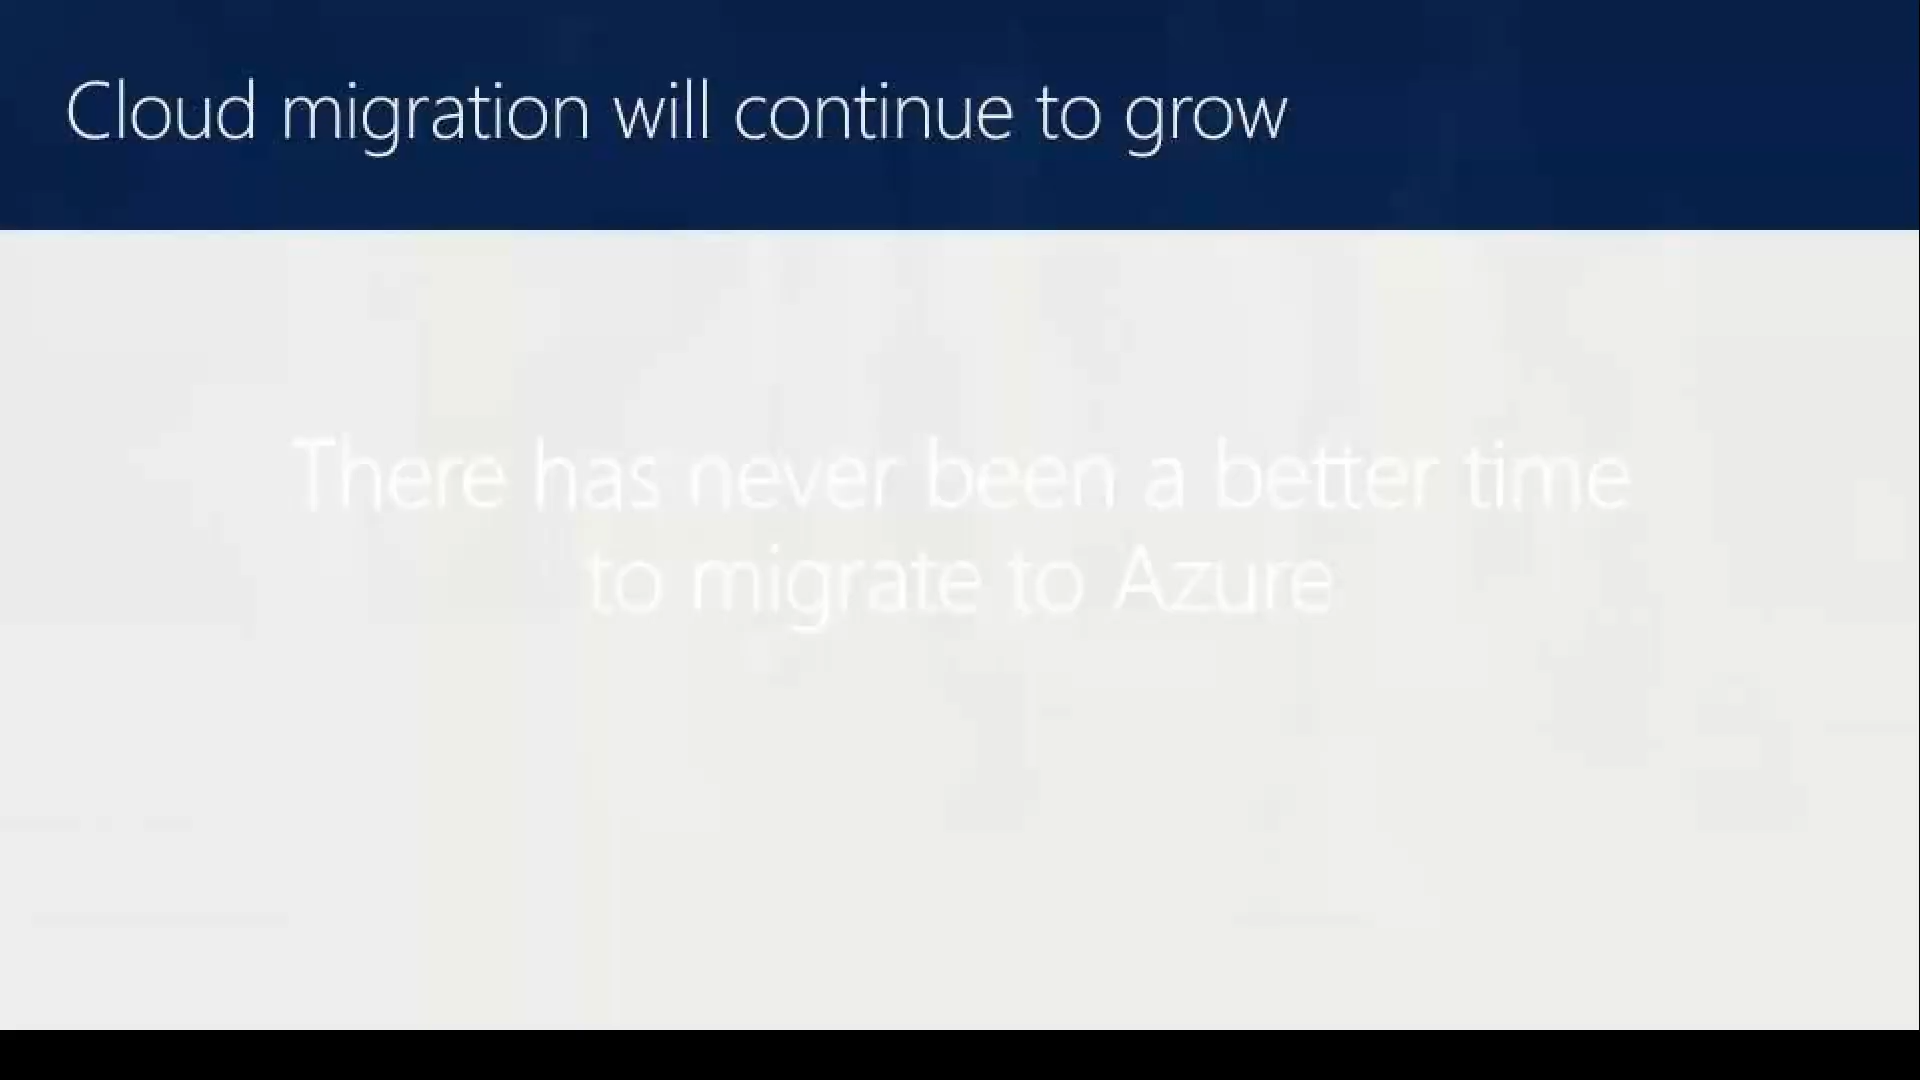 Cloud migration will continue to grow
There has never been a better time
to migrate to Azure